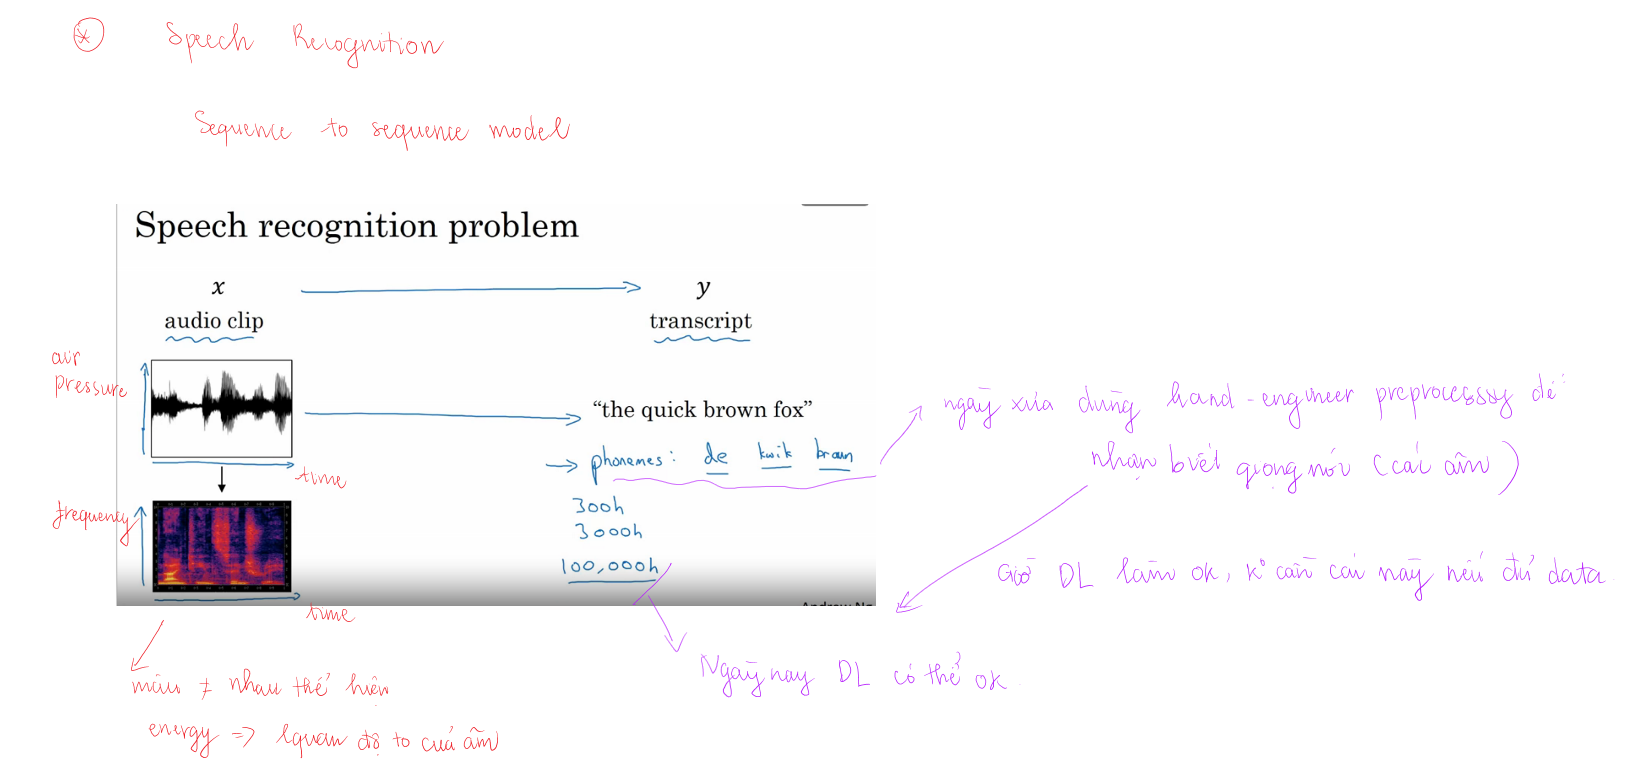 Speech Recognition
Sequence to sequence model
Speech recognition problem
x
y
audio clip
transcript
air pressure
time
"the quick brown fox"
phonemes: de kwik braun
300h
3000h
100,000h
frequency
time
ngày xưa dùng hand-engineer preprocessy để
nhận biết giọng nói (cái âm)
Giờ DL làm ok, k° cần cái này nếu đủ data
Ngày nay DL có thể ok
màu ≠ nhau thể hiện
energy => lquan độ to của âm